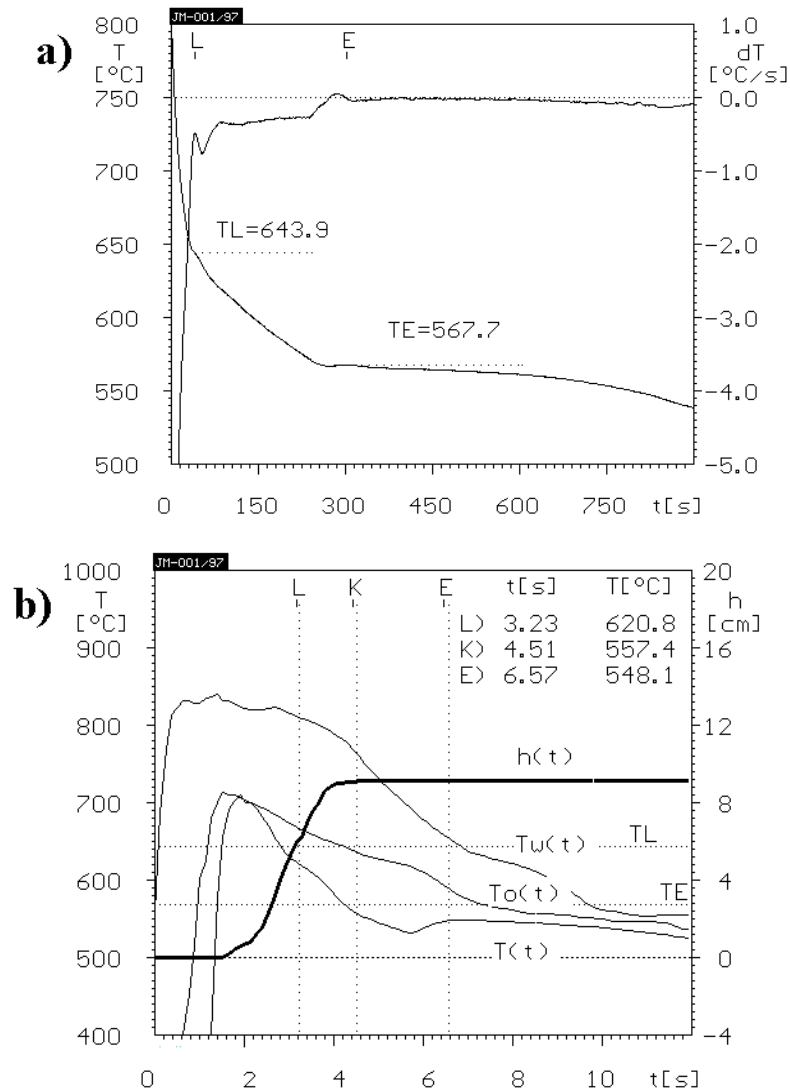 a)
JM-001/97
800 L E 1.0
T dT
[°C] [°C/s]
750 0.0
700 -1.0
TL=643.9
650 -2.0
600 -3.0
TE=567.7
550 -4.0
500 -5.0
0 150 300 450 600 750 t[s]
b)
JM-001/97
1000 L K E t[s] T[°C] 20
T h
[°C] L) 3.23 620.8 [cm]
K) 4.51 557.4
900 E) 6.57 548.1 16
800 12
h(t)
700 8
Tw(t) TL
600 To(t) TE 4
500 T(t) 0
400 -4
0 2 4 6 8 10 t[s]